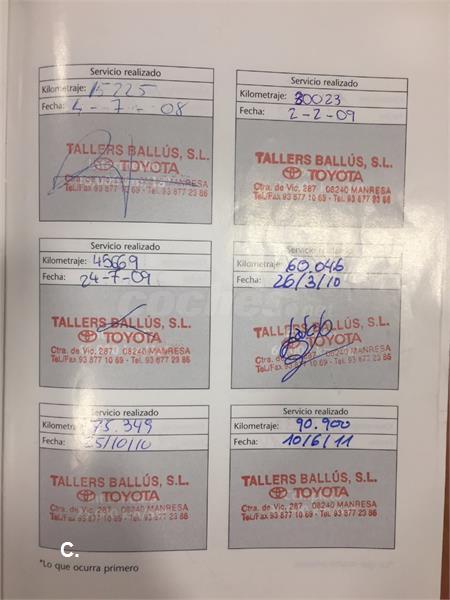 Servicio realizado
Kilometraje: 15225
Fecha: 4-7-08
TALLERS BALLÚS, S.L.
TOYOTA
Ctra. de Vic, 287 08240 MANRESA
Tel./Fax 93 877 10 69 - Tel. 93 877 23 86
Servicio realizado
Kilometraje: 30023
Fecha: 2-2-09
TALLERS BALLÚS, S.L.
TOYOTA
Ctra. de Vic, 287 08240 MANRESA
Tel./Fax 93 877 10 69 - Tel. 93 877 23 86
Servicio realizado
Kilometraje: 45669
Fecha: 24-7-09
TALLERS BALLÚS, S.L.
TOYOTA
Ctra. de Vic, 287 08240 MANRESA
Tel./Fax 93 877 10 69 - Tel. 93 877 23 86
Servicio realizado
Kilometraje: 60.046
Fecha: 26/3/10
TALLERS BALLÚS, S.L.
TOYOTA
Ctra. de Vic, 287 08240 MANRESA
Tel./Fax 93 877 10 69 - Tel. 93 877 23 86
Servicio realizado
Kilometraje: 75.349
Fecha: 25/10/10
TALLERS BALLÚS, S.L.
TOYOTA
Ctra. de Vic, 287 08240 MANRESA
Tel./Fax 93 877 10 69 - Tel. 93 877 23 86
Servicio realizado
Kilometraje: 90.900
Fecha: 10/6/11
TALLERS BALLÚS, S.L.
TOYOTA
Ctra. de Vic, 287 08240 MANRESA
Tel./Fax 93 877 10 69 - Tel. 93 877 23 86
C.
*Lo que ocurra primero